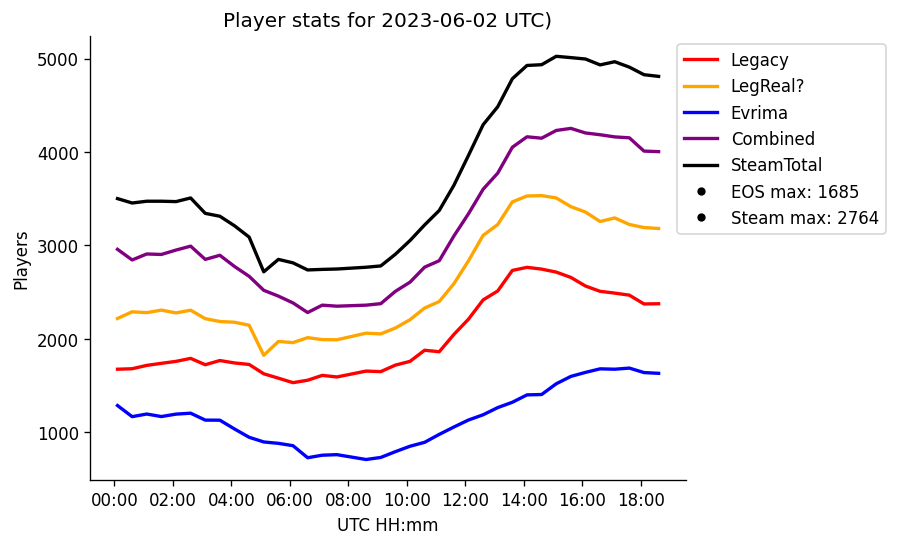 Player stats for 2023-06-02 UTC)
Players
5000
4000
3000
2000
1000
00:00 02:00 04:00 06:00 08:00 10:00 12:00 14:00 16:00 18:00
UTC HH:mm
Legacy
LegReal?
Evrima
Combined
SteamTotal
EOS max: 1685
Steam max: 2764